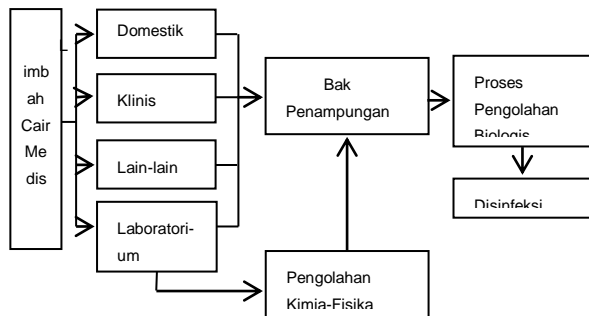 L
imb
ah
Cair
Me
dis
Domestik
Klinis
Lain-lain
Laboratori-
um
Bak
Penampungan
Proses
Pengolahan
Biologis
Disinfeksi
Pengolahan
Kimia-Fisika